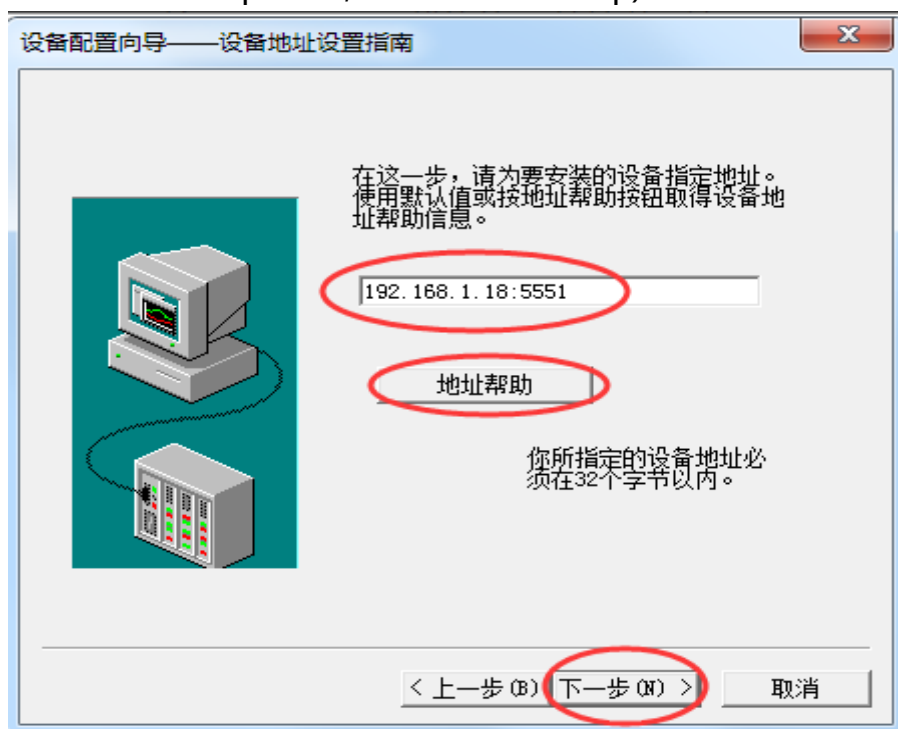 设备配置向导——设备地址设置指南
在这一步，请为要安装的设备指定地址。
使用默认值或按地址帮助按钮取得设备地
址帮助信息。
192.168.1.18:5551
地址帮助
你所指定的设备地址必
须在32个字节以内。
< 上一步(B) 下一步(N) > 取消